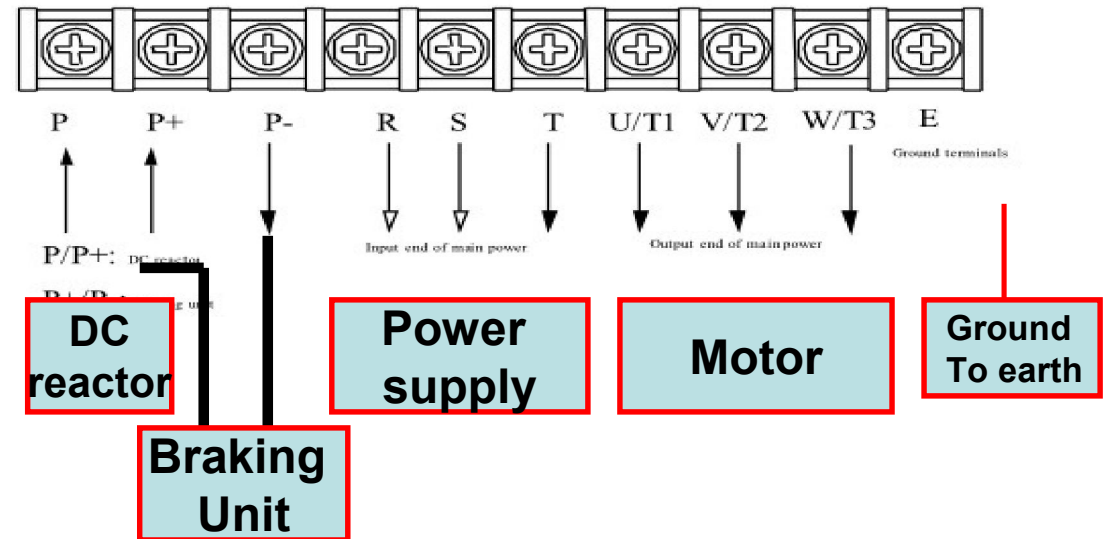 P P+ P- R S T U/T1 V/T2 W/T3 E
Ground terminals
P/P+: DC reactor
Input end of main power
Output end of main power
DC
reactor
Power
supply
Motor
Ground
To earth
Braking
Unit